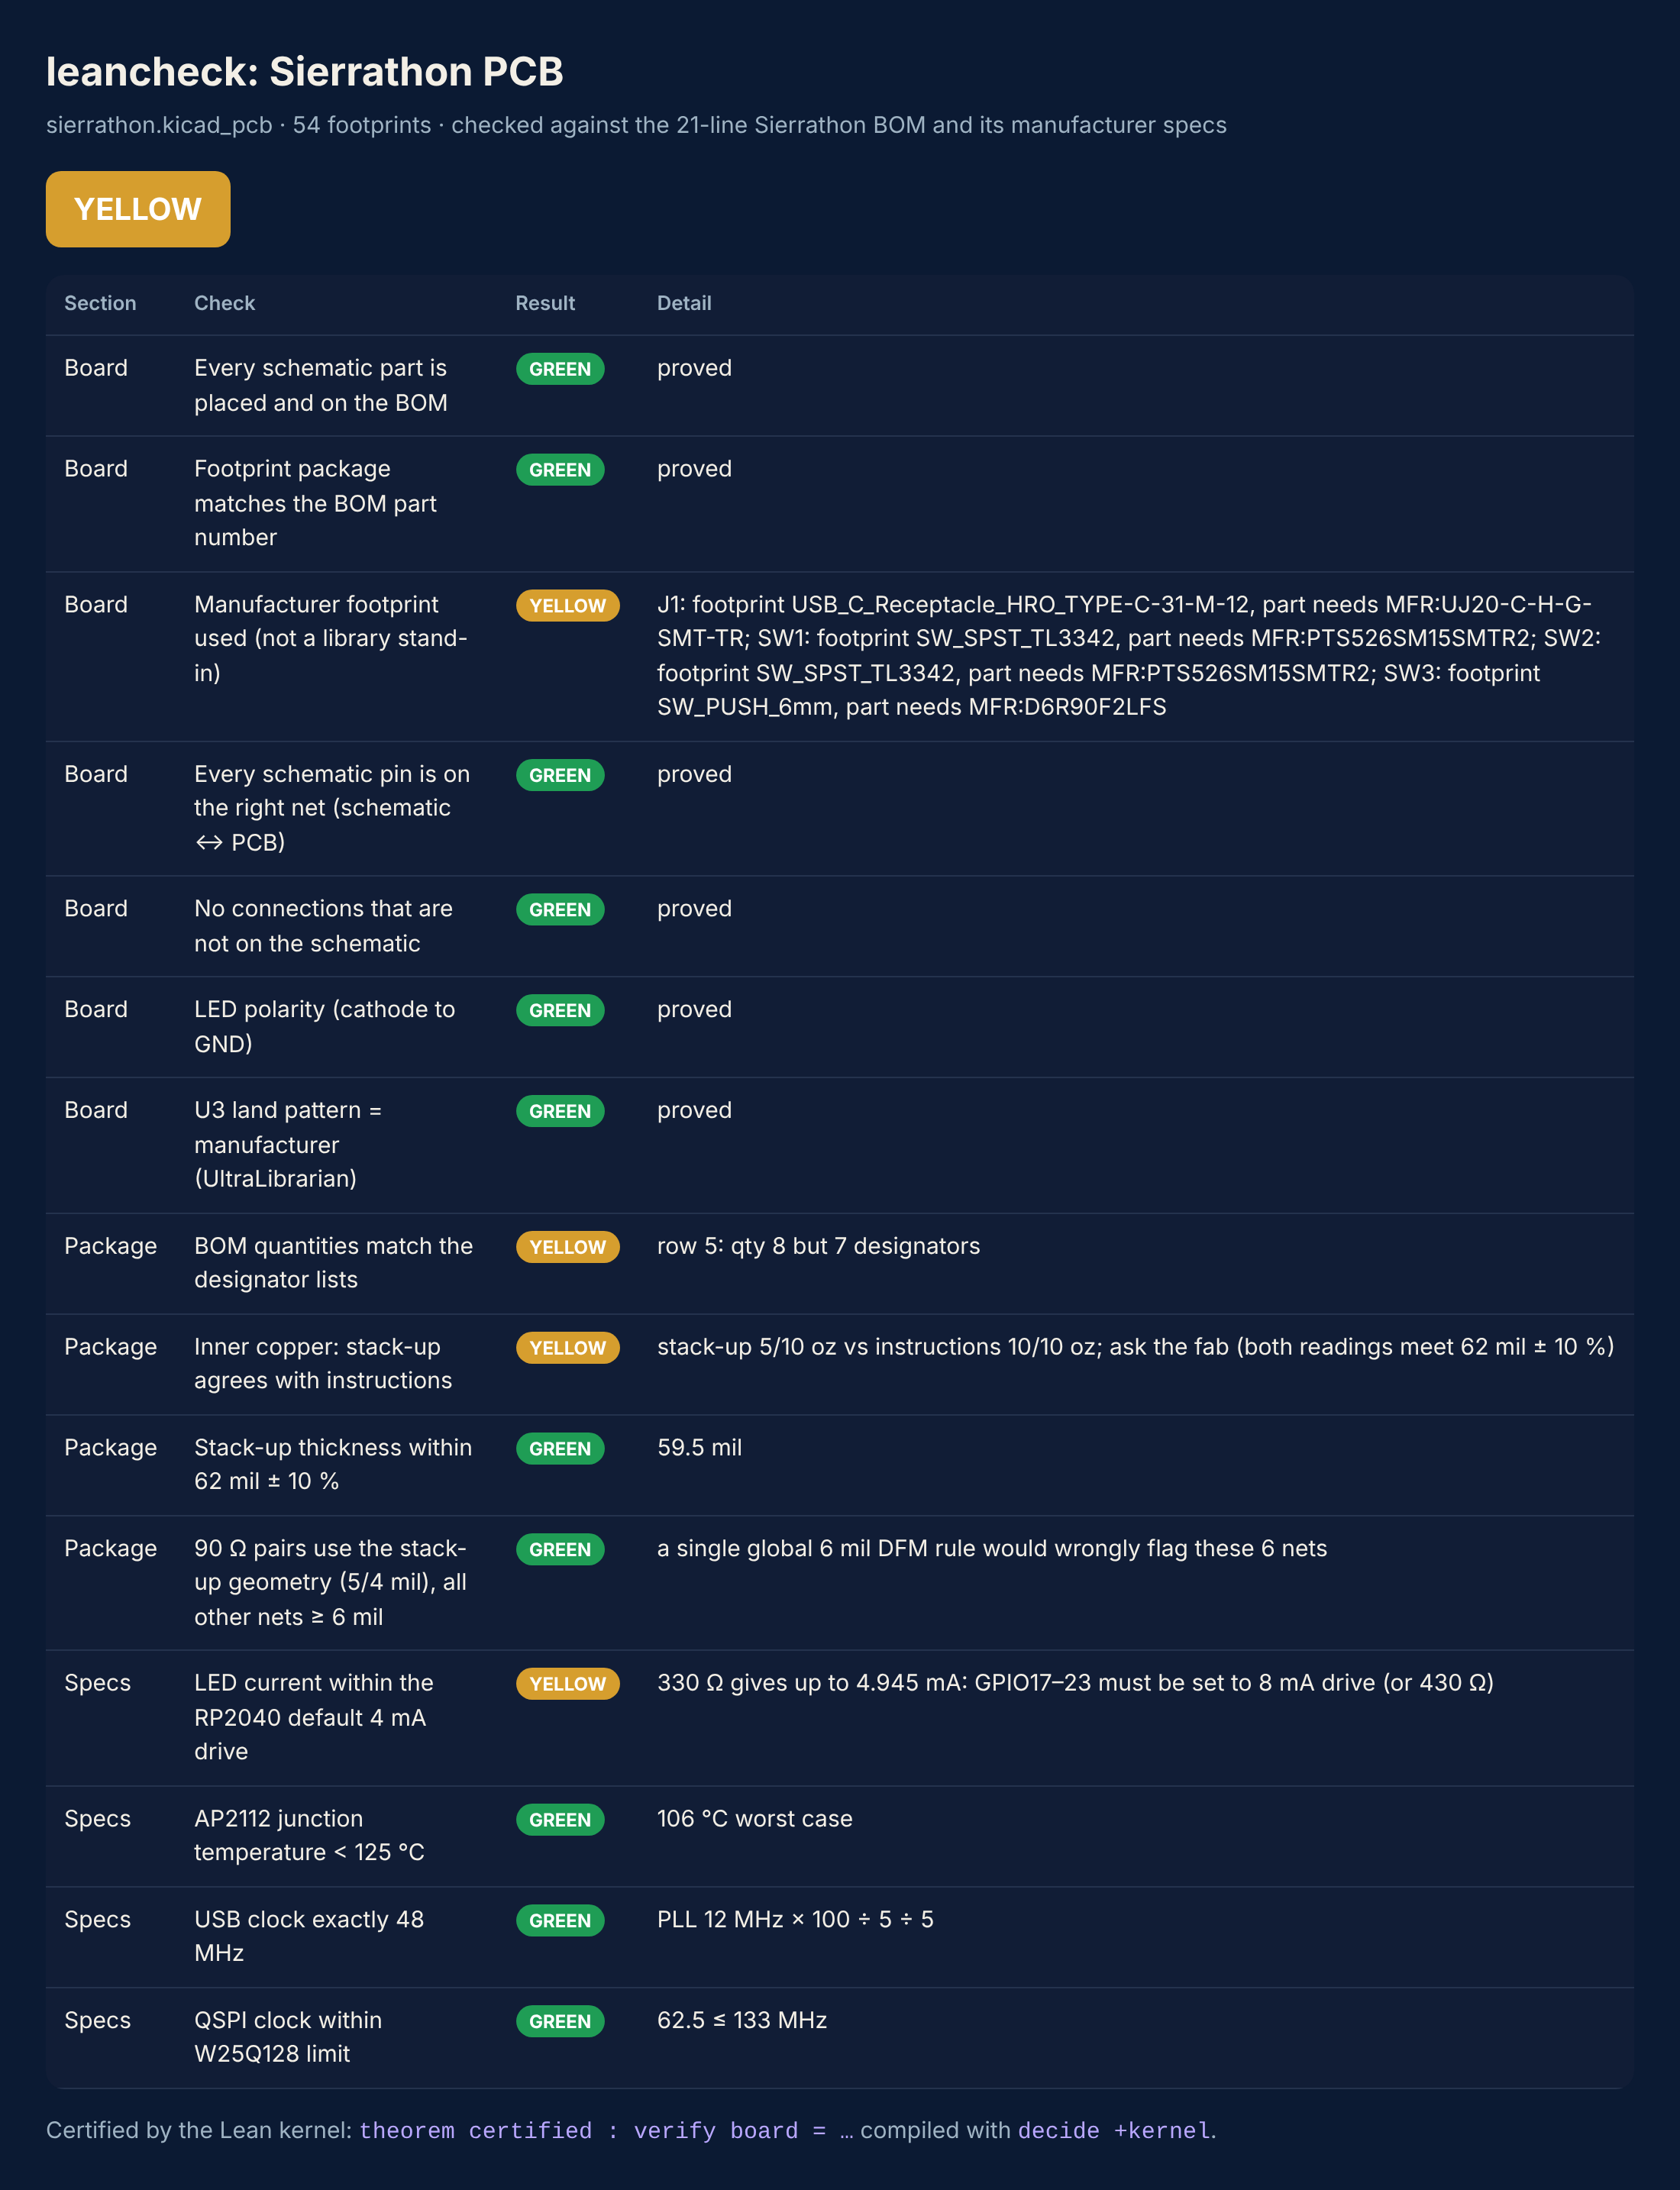 leancheck: Sierrathon PCB
sierrathon.kicad_pcb · 54 footprints · checked against the 21-line Sierrathon BOM and its manufacturer specs
YELLOW
Section Check Result Detail
Board Every schematic part is GREEN proved
placed and on the BOM
Board Footprint package GREEN proved
matches the BOM part
number
Board Manufacturer footprint YELLOW J1: footprint USB_C_Receptacle_HRO_TYPE-C-31-M-12, part needs MFR:UJ20-C-H-G-
used (not a library stand- SMT-TR; SW1: footprint SW_SPST_TL3342, part needs MFR:PTS526SM15SMTR2; SW2:
in) footprint SW_SPST_TL3342, part needs MFR:PTS526SM15SMTR2; SW3: footprint
SW_PUSH_6mm, part needs MFR:D6R90F2LFS
Board Every schematic pin is on GREEN proved
the right net (schematic
↔ PCB)
Board No connections that are GREEN proved
not on the schematic
Board LED polarity (cathode to GREEN proved
GND)
Board U3 land pattern = GREEN proved
manufacturer
(UltraLibrarian)
Package BOM quantities match the YELLOW row 5: qty 8 but 7 designators
designator lists
Package Inner copper: stack-up YELLOW stack-up 5/10 oz vs instructions 10/10 oz; ask the fab (both readings meet 62 mil ± 10 %)
agrees with instructions
Package Stack-up thickness within GREEN 59.5 mil
62 mil ± 10 %
Package 90 Ω pairs use the stack- GREEN a single global 6 mil DFM rule would wrongly flag these 6 nets
up geometry (5/4 mil), all
other nets ≥ 6 mil
Specs LED current within the YELLOW 330 Ω gives up to 4.945 mA: GPIO17–23 must be set to 8 mA drive (or 430 Ω)
RP2040 default 4 mA
drive
Specs AP2112 junction GREEN 106 °C worst case
temperature < 125 °C
Specs USB clock exactly 48 GREEN PLL 12 MHz × 100 ÷ 5 ÷ 5
MHz
Specs QSPI clock within GREEN 62.5 ≤ 133 MHz
W25Q128 limit
Certified by the Lean kernel: theorem certified : verify board = … compiled with decide +kernel.